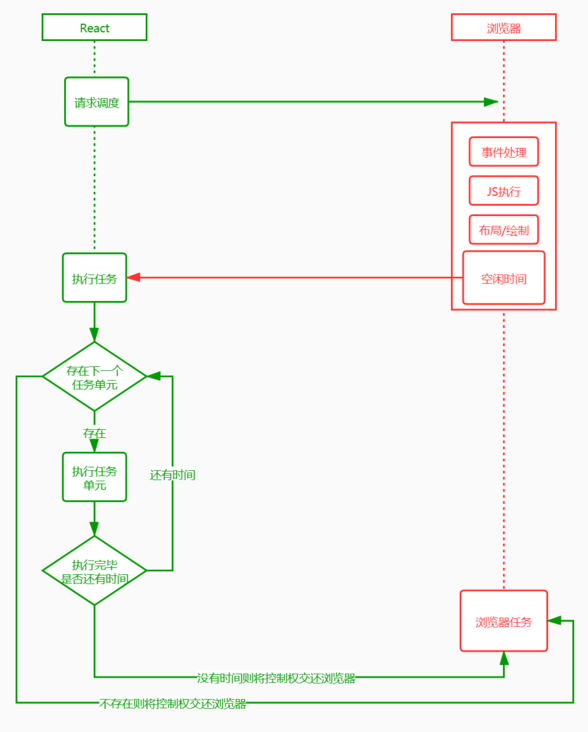 React
浏览器
请求调度
事件处理
JS执行
布局/绘制
空闲时间
执行任务
存在下一个
任务单元
存在
执行任务
单元
还有时间
执行完毕
是否还有时间
浏览器任务
没有时间则将控制权交还浏览器
不存在则将控制权交还浏览器